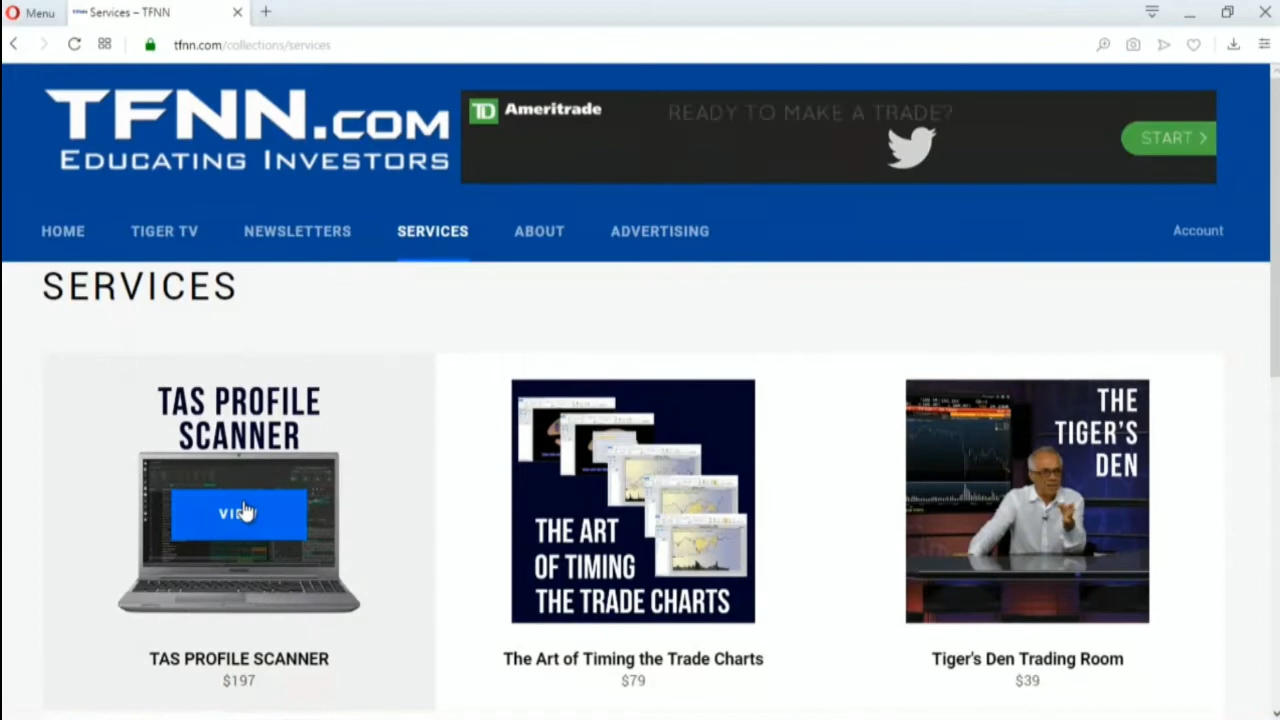 Menu
Services – TFNN
tfnn.com/collections/services
TFNN.COM
EDUCATING INVESTORS
TD Ameritrade
READY TO MAKE A TRADE?
START >
HOME
TIGER TV
NEWSLETTERS
SERVICES
ABOUT
ADVERTISING
Account
SERVICES
TAS PROFILE
SCANNER
TAS PROFILE SCANNER
$197
THE ART
OF TIMING
THE TRADE CHARTS
The Art of Timing the Trade Charts
$79
THE
TIGER'S
DEN
Tiger's Den Trading Room
$39